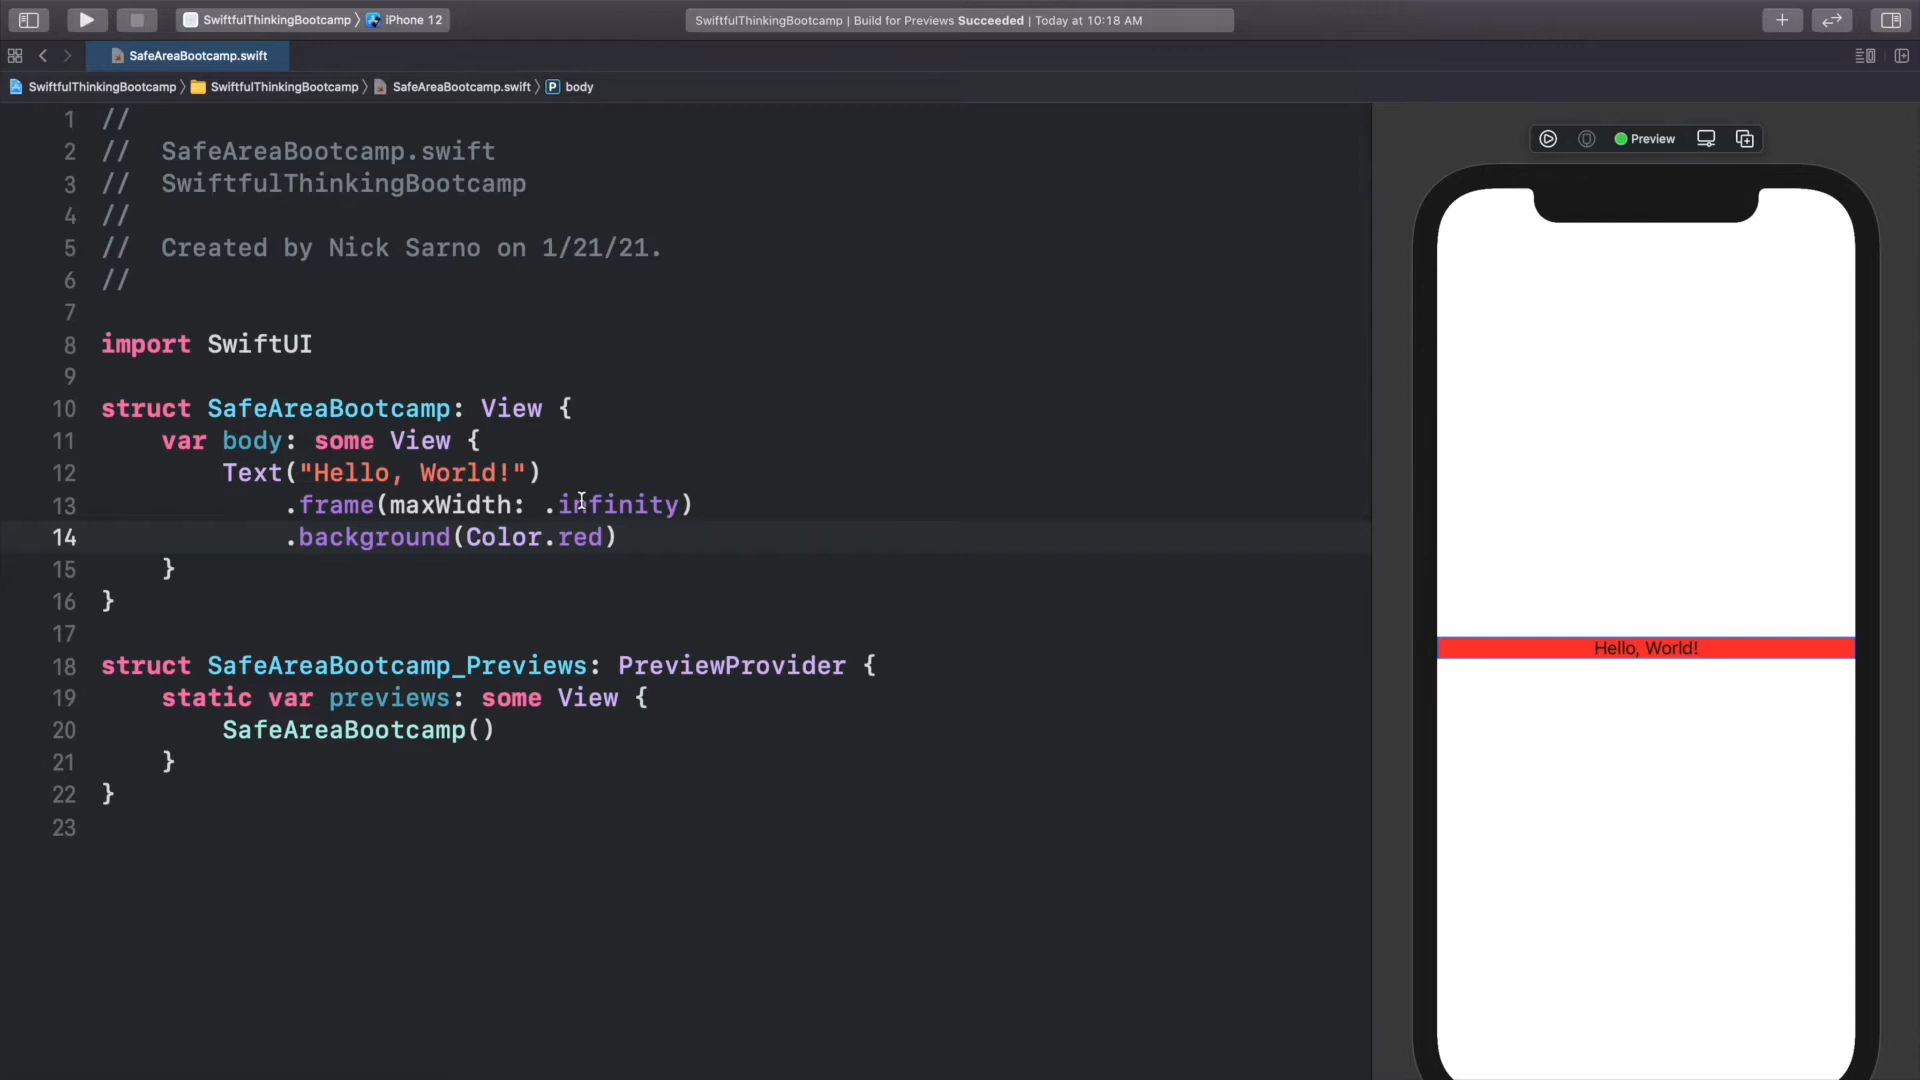 SwiftfulThinkingBootcamp 〉 iPhone 12
SwiftfulThinkingBootcamp | Build for Previews Succeeded | Today at 10:18 AM
SafeAreaBootcamp.swift
SwiftfulThinkingBootcamp 〉 SwiftfulThinkingBootcamp 〉 SafeAreaBootcamp.swift 〉 P body
1 //
2 //  SafeAreaBootcamp.swift
3 //  SwiftfulThinkingBootcamp
4 //
5 //  Created by Nick Sarno on 1/21/21.
6 //
7
8 import SwiftUI
9
10 struct SafeAreaBootcamp: View {
11     var body: some View {
12         Text("Hello, World!")
13             .frame(maxWidth: .infinity)
14             .background(Color.red)
15     }
16 }
17
18 struct SafeAreaBootcamp_Previews: PreviewProvider {
19     static var previews: some View {
20         SafeAreaBootcamp()
21     }
22 }
23
Preview
Hello, World!